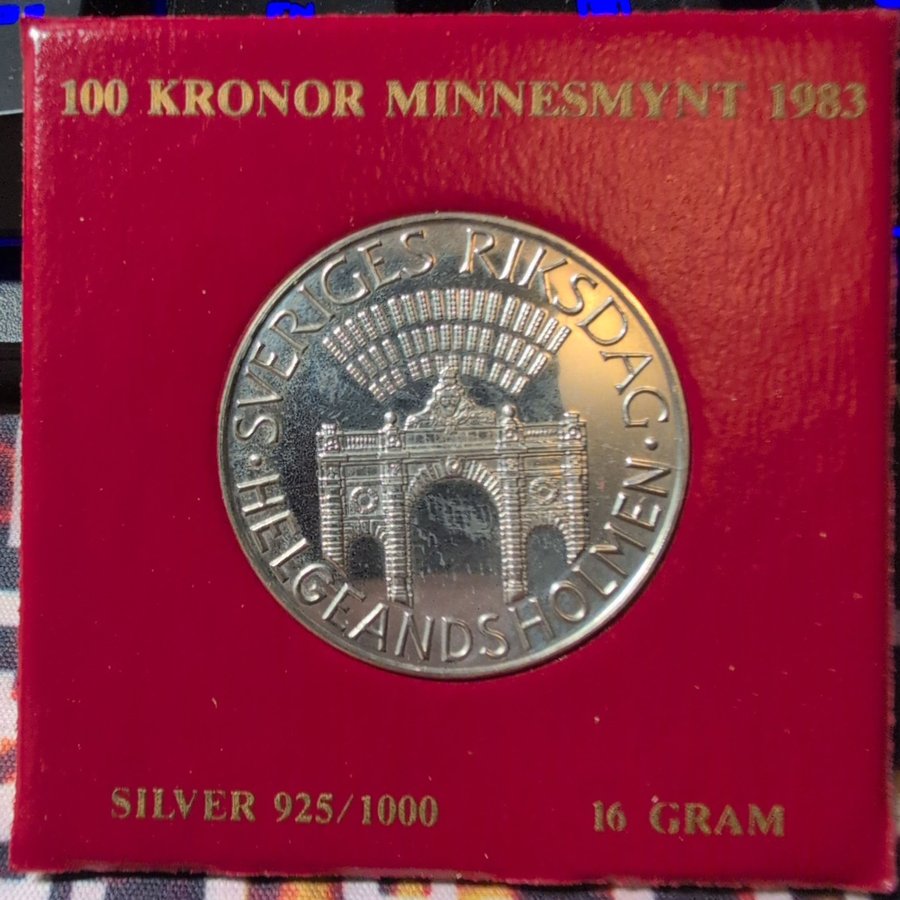 100 KRONOR MINNESMYNT 1983
SVERIGES RIKSDAG
· HELGEANDSHOLMEN ·
SILVER 925/1000
16 GRAM